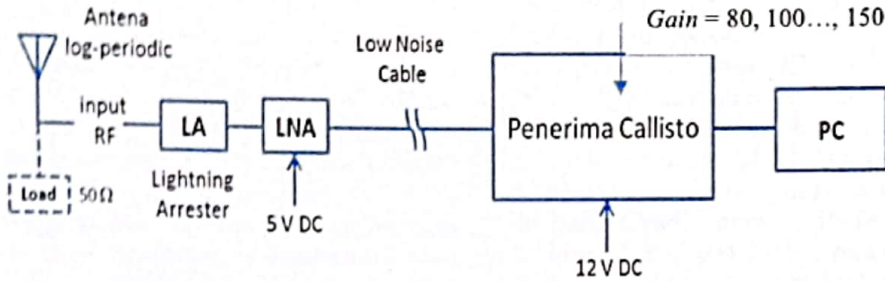 Antena
log-periodic
input
RF
Load
50Ω
LA
Lightning
Arrester
LNA
5 V DC
Low Noise
Cable
Gain = 80, 100..., 150
Penerima Callisto
12 V DC
PC